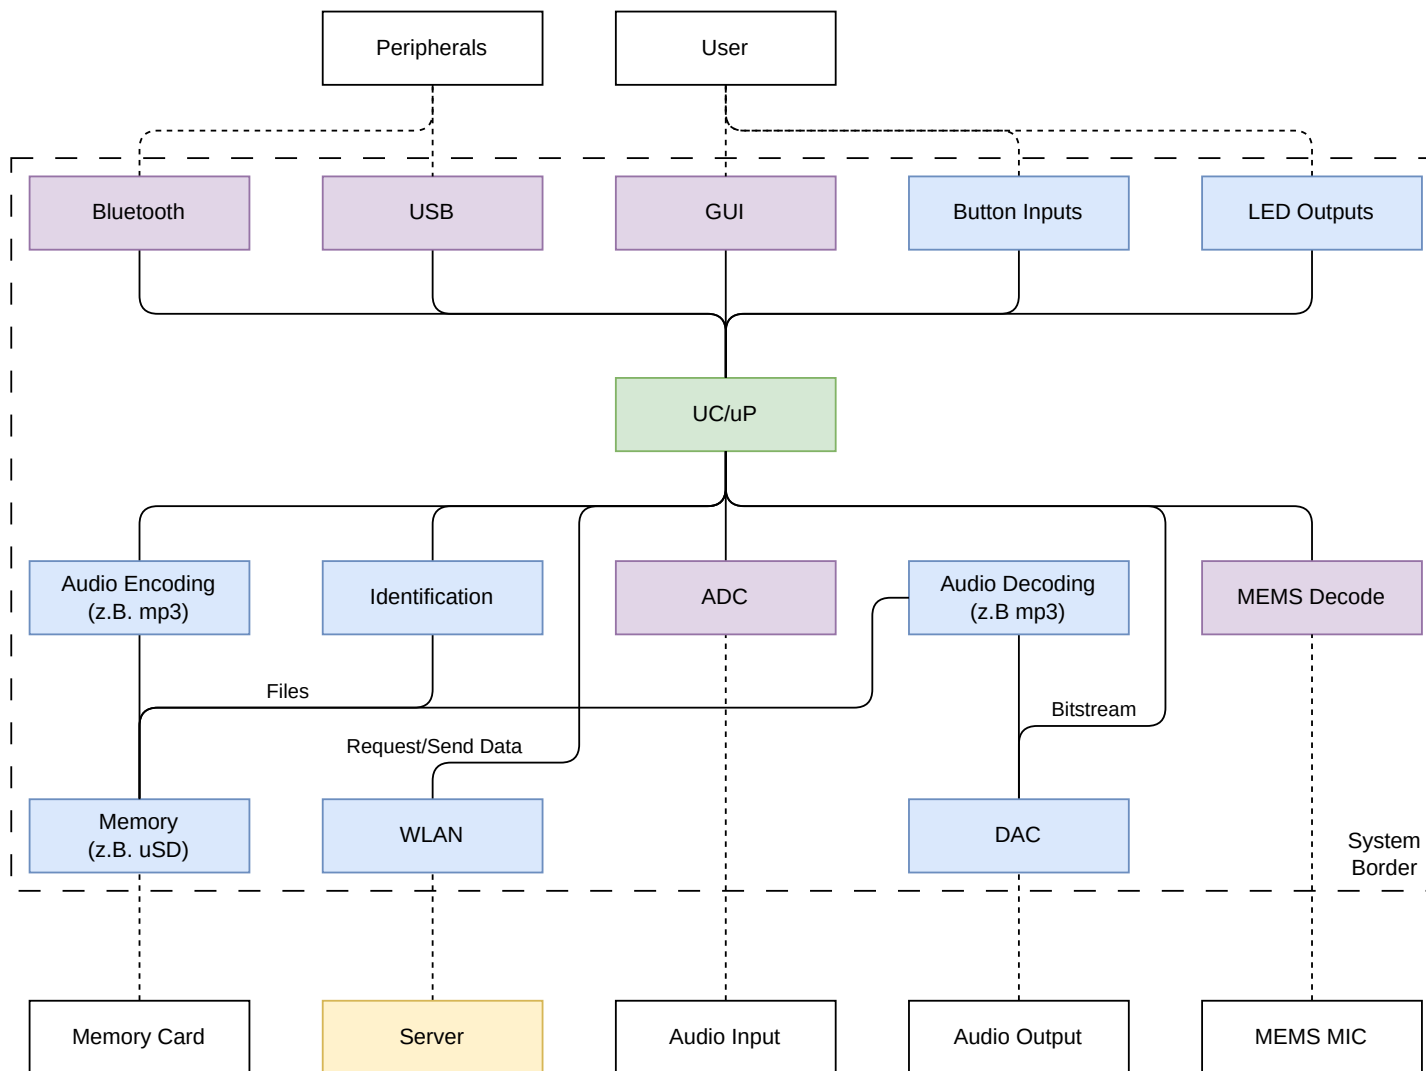 Peripherals
User
Bluetooth
USB
GUI
Button Inputs
LED Outputs
UC/uP
Audio Encoding
(z.B. mp3)
Identification
ADC
Audio Decoding
(z.B mp3)
MEMS Decode
Files
Bitstream
Request/Send Data
Memory
(z.B. uSD)
WLAN
DAC
System
Border
Memory Card
Server
Audio Input
Audio Output
MEMS MIC